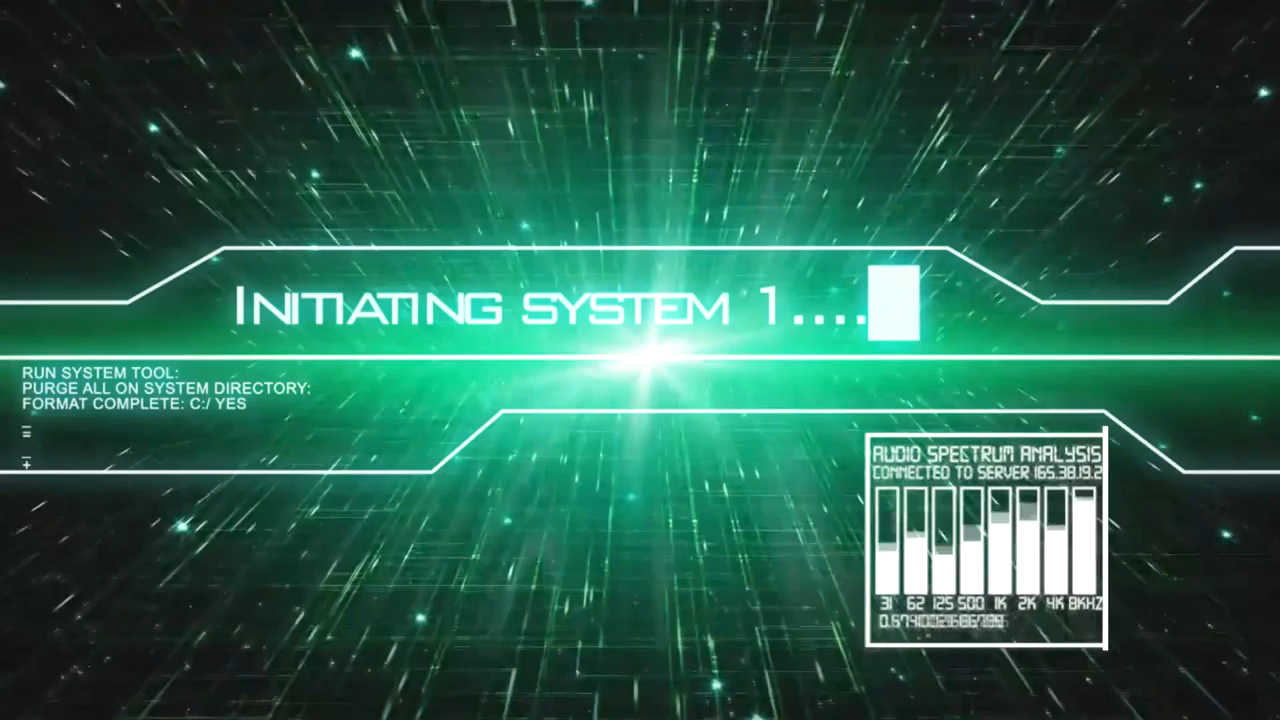 INITIATING SYSTEM 1....
RUN SYSTEM TOOL:
PURGE ALL ON SYSTEM DIRECTORY:
FORMAT COMPLETE: C:/ YES
AUDIO SPECTRUM ANALYSIS
CONNECTED TO SERVER 165.38.19.2
31 62 125 500 1K 2K 4K 8KHZ